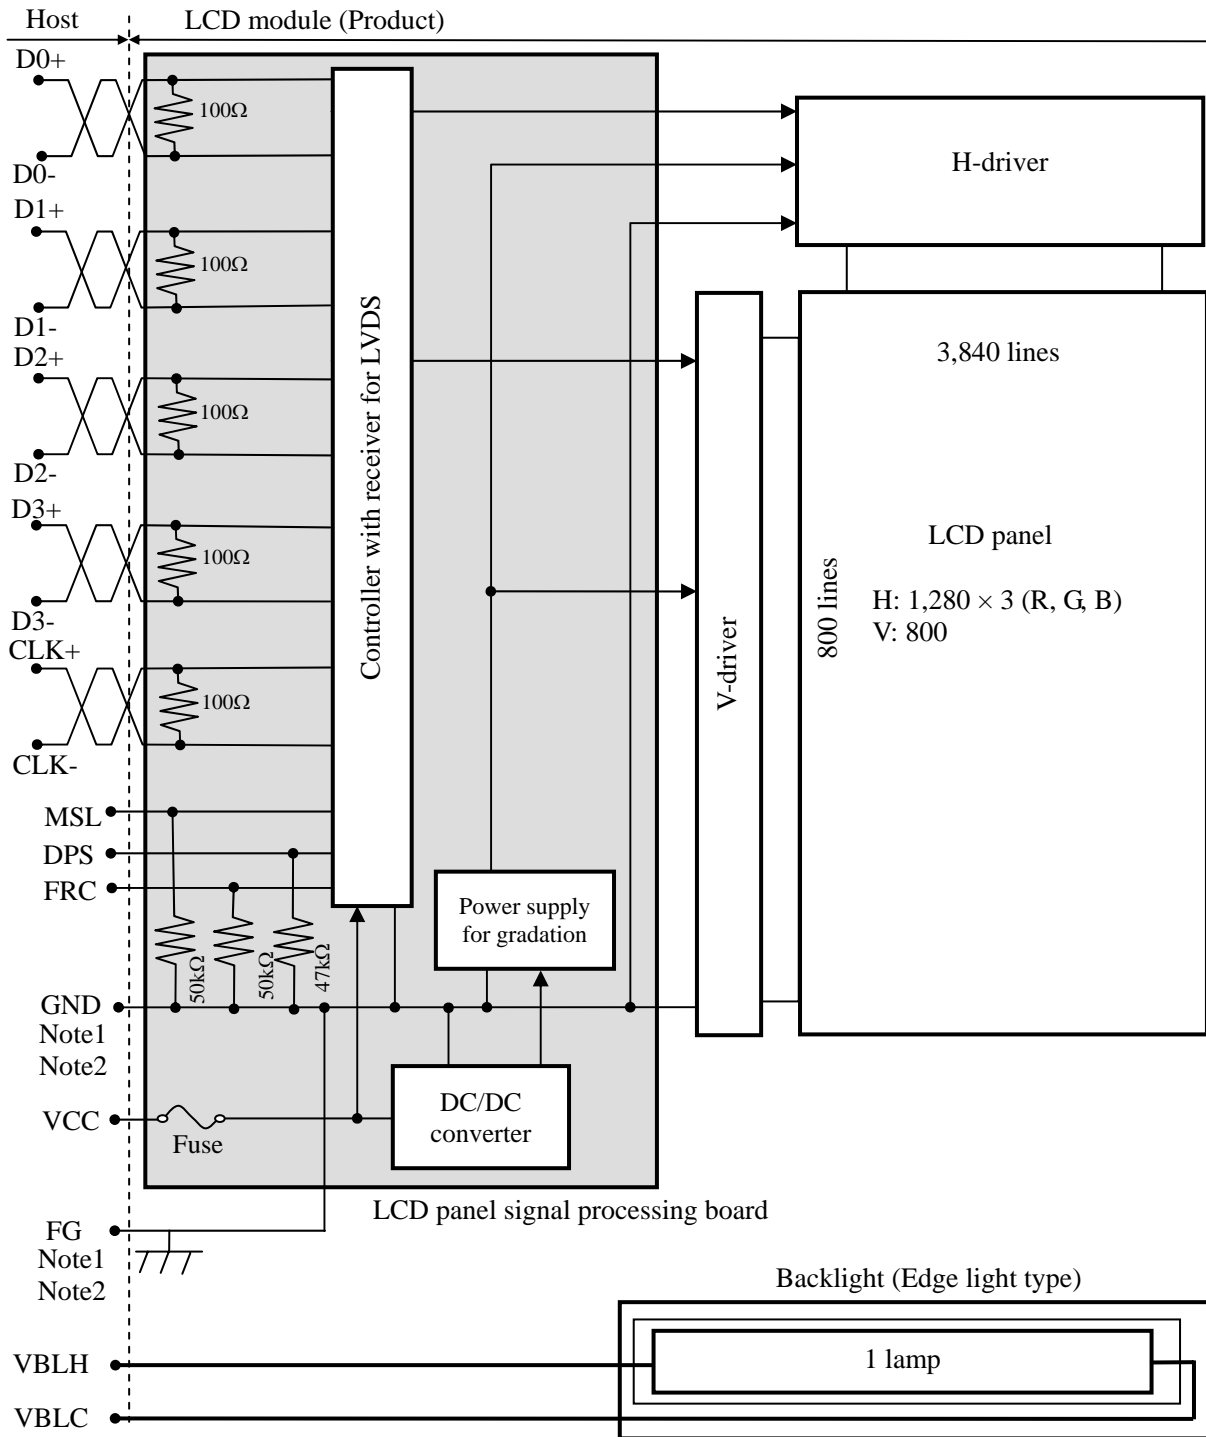 Host
LCD module (Product)
D0+
100Ω
D0-
D1+
100Ω
D1-
D2+
100Ω
D2-
D3+
100Ω
D3-
CLK+
100Ω
CLK-
MSL
DPS
FRC
50kΩ
50kΩ
47kΩ
GND
Note1
Note2
VCC
Fuse
FG
Note1
Note2
VBLH
VBLC
Controller with receiver for LVDS
Power supply
for gradation
DC/DC
converter
LCD panel signal processing board
H-driver
V-driver
3,840 lines
800 lines
LCD panel
H: 1,280 × 3 (R, G, B)
V: 800
Backlight (Edge light type)
1 lamp